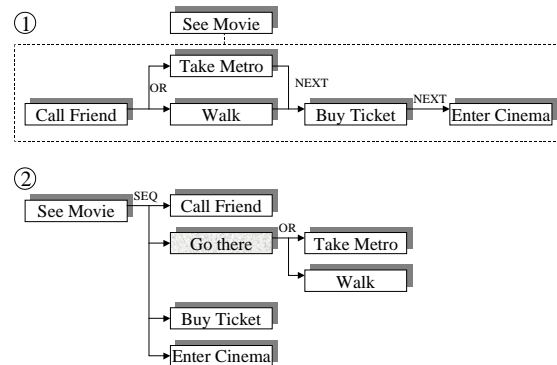 1
See Movie
Take Metro
OR
NEXT
Call Friend
Walk
Buy Ticket
NEXT
Enter Cinema
2
See Movie
SEQ
Call Friend
Go there
OR
Take Metro
Walk
Buy Ticket
Enter Cinema